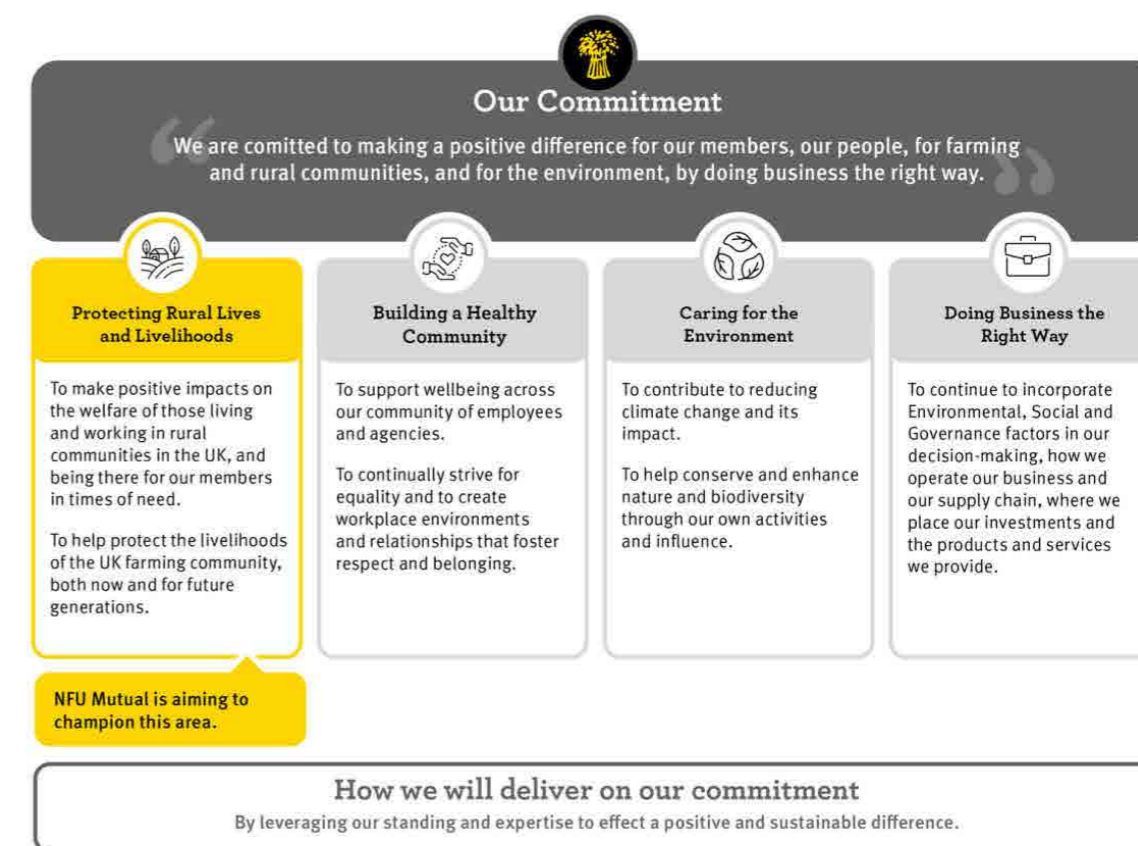 Our Commitment
We are comitted to making a positive difference for our members, our people, for farming
and rural communities, and for the environment, by doing business the right way.
Protecting Rural Lives
and Livelihoods
To make positive impacts on
the welfare of those living
and working in rural
communities in the UK, and
being there for our members
in times of need.
To help protect the livelihoods
of the UK farming community,
both now and for future
generations.
NFU Mutual is aiming to
champion this area.
Building a Healthy
Community
To support wellbeing across
our community of employees
and agencies.
To continually strive for
equality and to create
workplace environments
and relationships that foster
respect and belonging.
Caring for the
Environment
To contribute to reducing
climate change and its
impact.
To help conserve and enhance
nature and biodiversity
through our own activities
and influence.
Doing Business the
Right Way
To continue to incorporate
Environmental, Social and
Governance factors in our
decision-making, how we
operate our business and
our supply chain, where we
place our investments and
the products and services
we provide.
How we will deliver on our commitment
By leveraging our standing and expertise to effect a positive and sustainable difference.